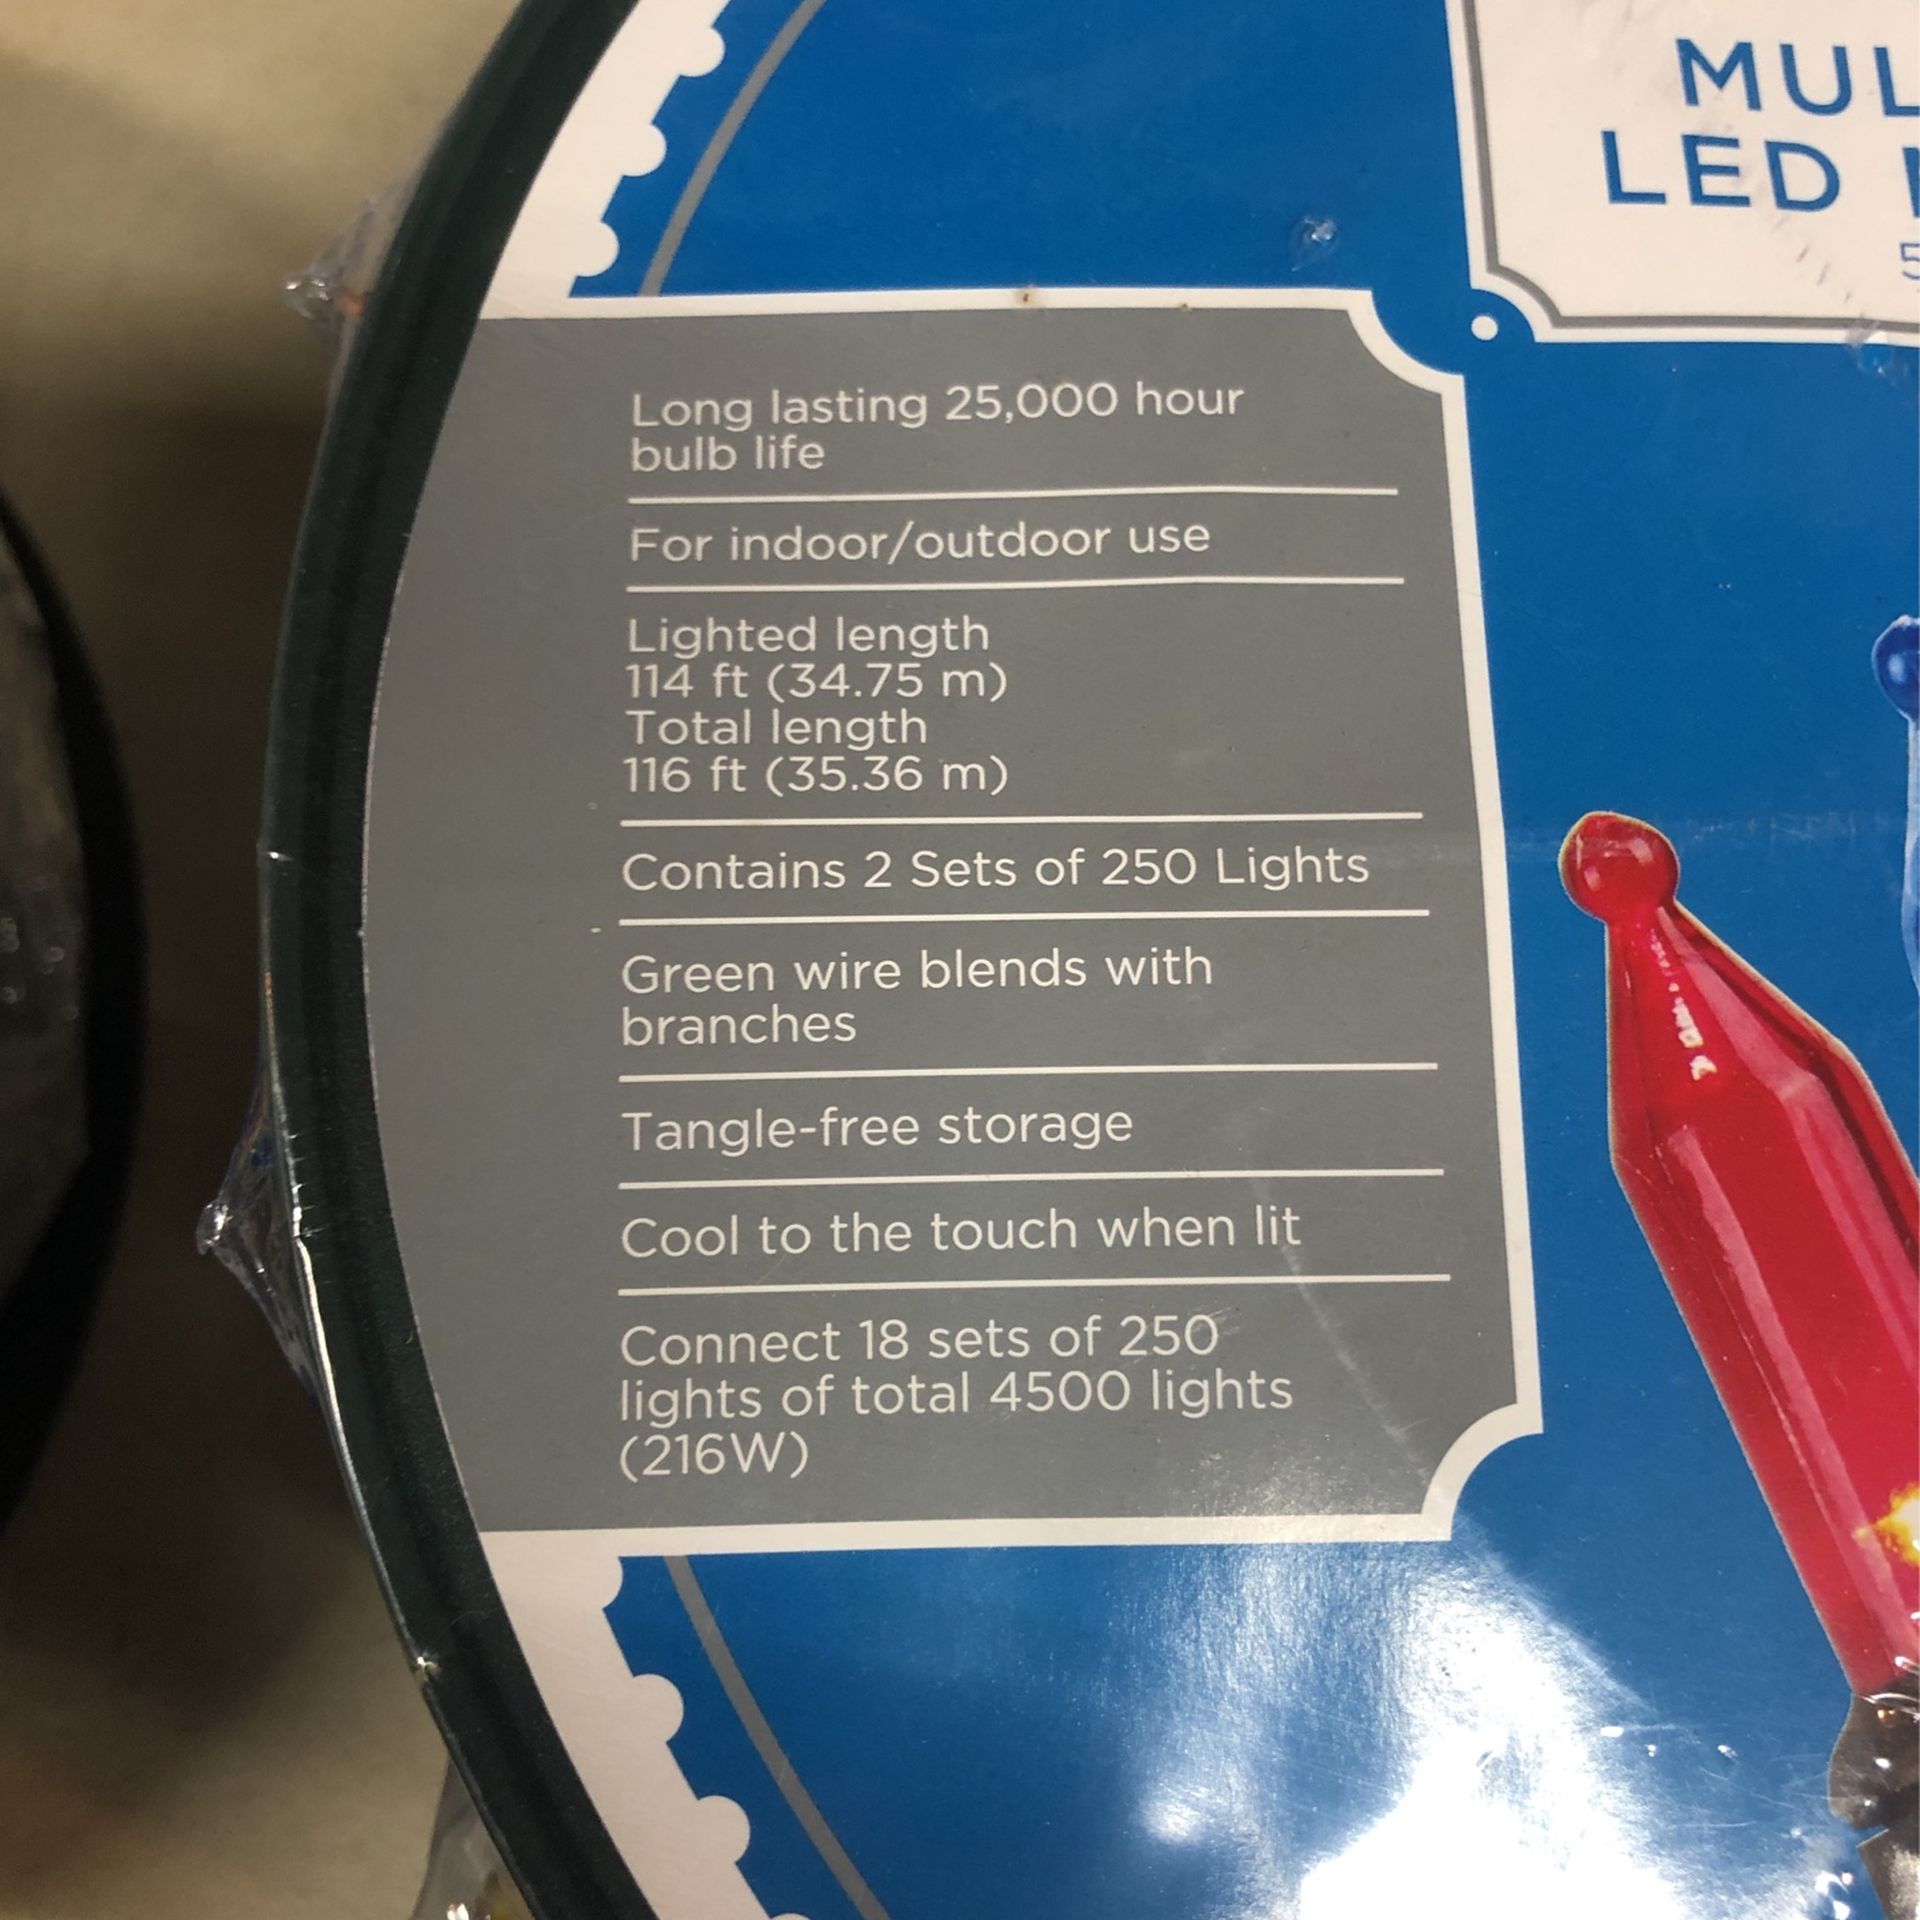 MUL
LED
5
Long lasting 25,000 hour
bulb life
For indoor/outdoor use
Lighted length
114 ft (34.75 m)
Total length
116 ft (35.36 m)
Contains 2 Sets of 250 Lights
Green wire blends with
branches
Tangle-free storage
Cool to the touch when lit
Connect 18 sets of 250
lights of total 4500 lights
(216W)